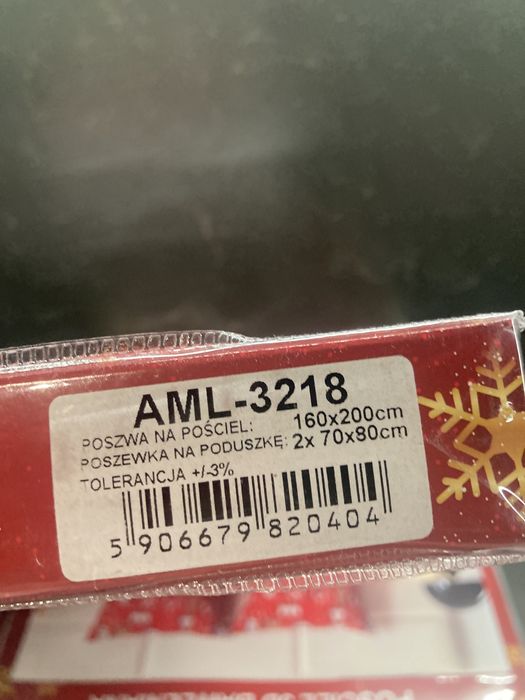 AML-3218
POSZWA NA POŚCIEL: 160x200cm
POSZEWKA NA PODUSZKĘ: 2x 70x80cm
TOLERANCJA +/-3%
5 906679 820404